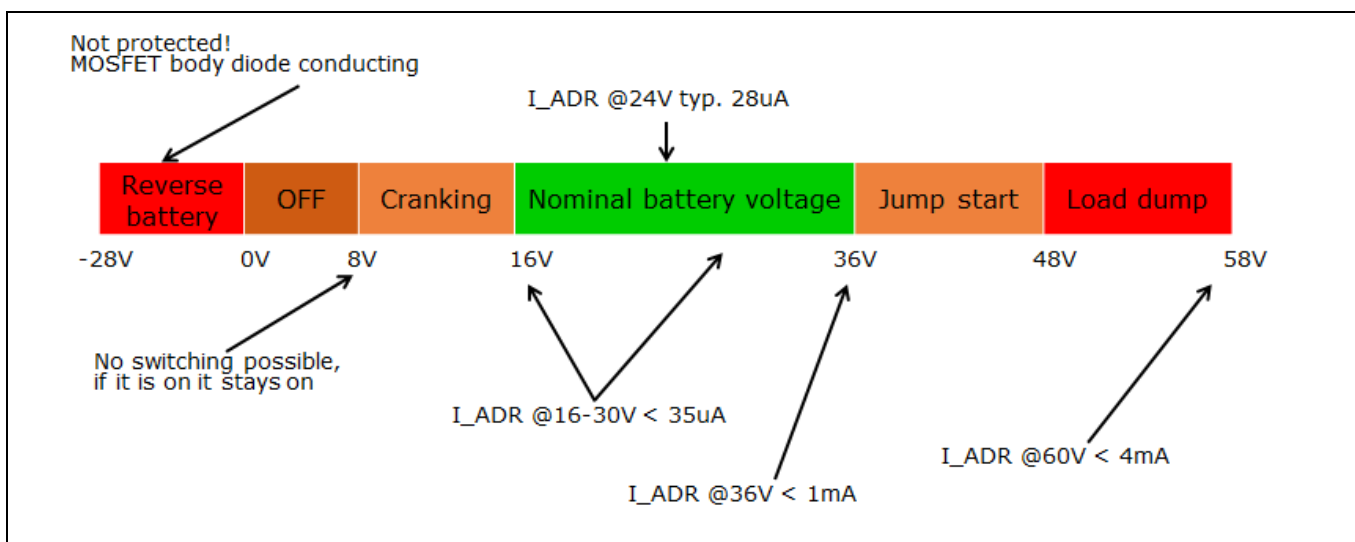 Not protected!
MOSFET body diode conducting
I_ADR @24V typ. 28uA
Reverse
battery
OFF
Cranking
Nominal battery voltage
Jump start
Load dump
-28V
0V
8V
16V
36V
48V
58V
No switching possible,
if it is on it stays on
I_ADR @16-30V < 35uA
I_ADR @60V < 4mA
I_ADR @36V < 1mA